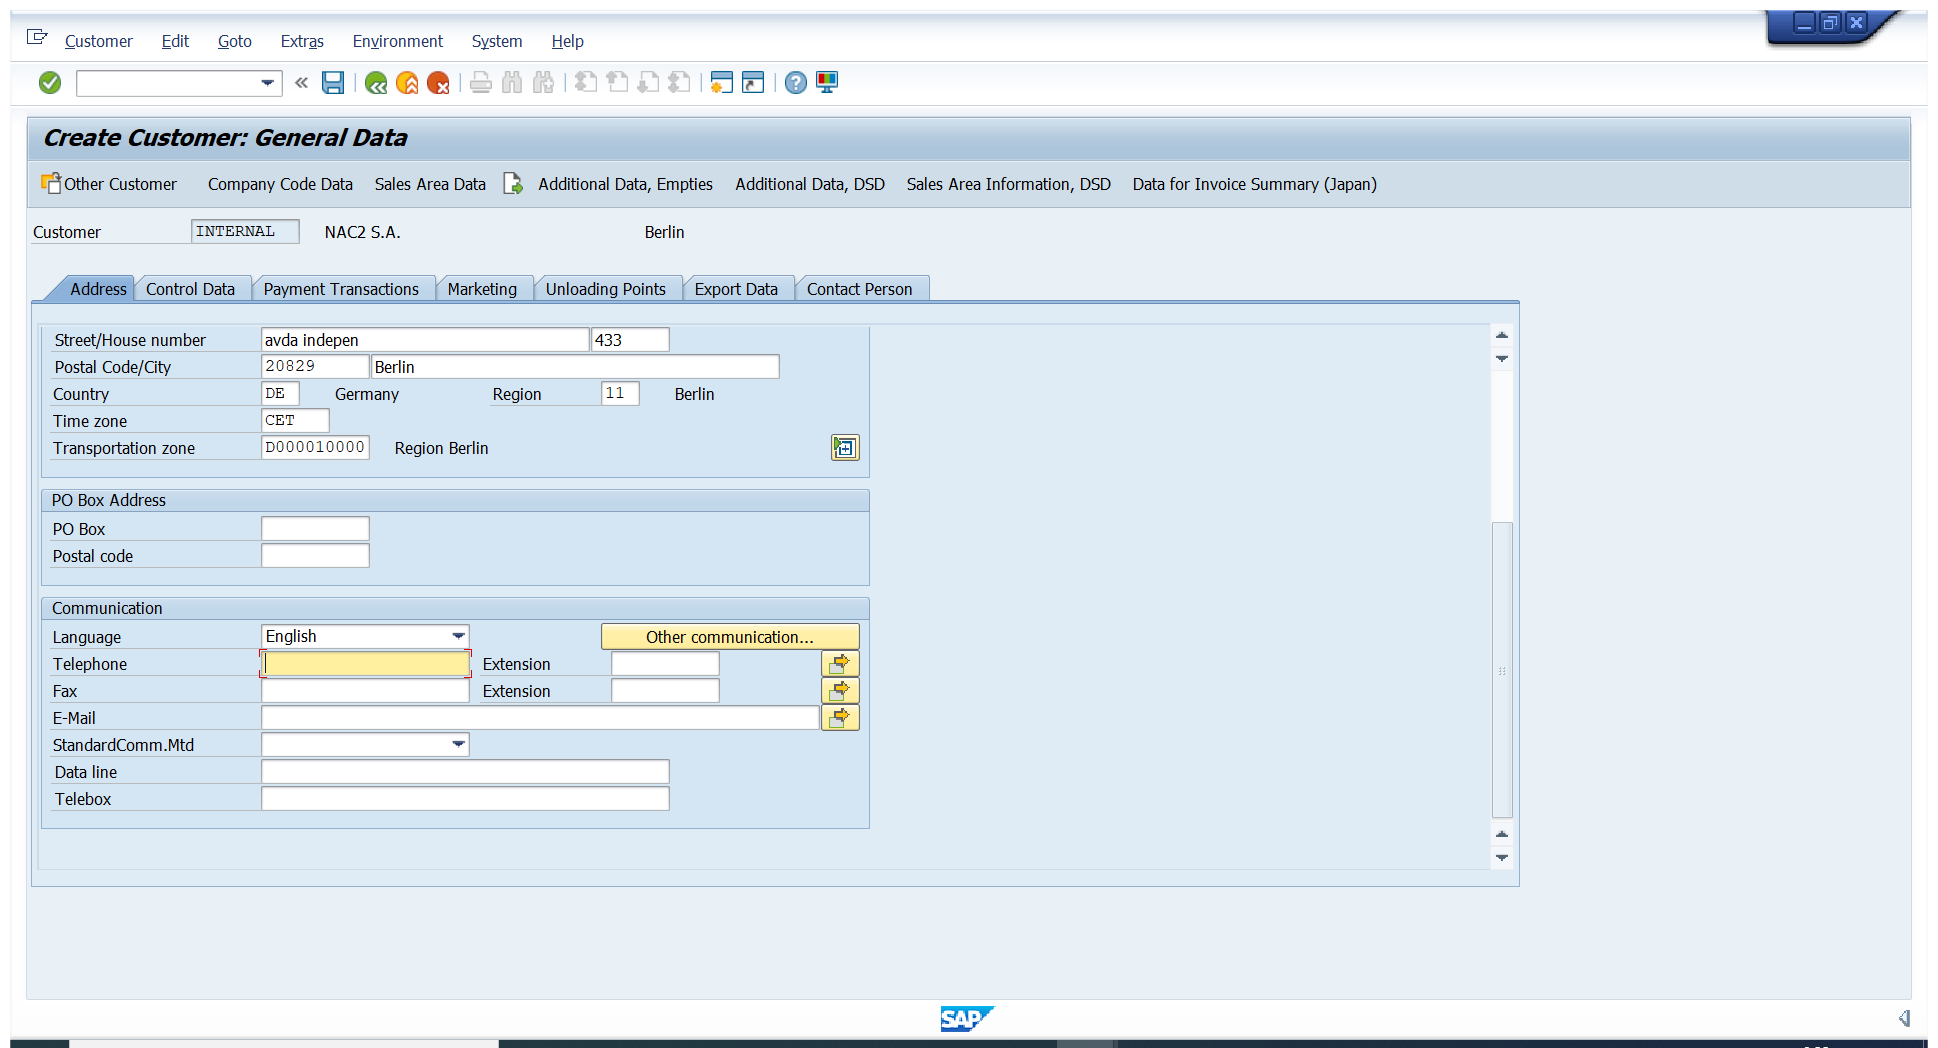 Customer Edit Goto Extras Environment System Help
Create Customer: General Data
Other Customer Company Code Data Sales Area Data Additional Data, Empties Additional Data, DSD Sales Area Information, DSD Data for Invoice Summary (Japan)
Customer INTERNAL NAC2 S.A. Berlin
Address Control Data Payment Transactions Marketing Unloading Points Export Data Contact Person
Street/House number avda indepen 433
Postal Code/City 20829 Berlin
Country DE Germany Region 11 Berlin
Time zone CET
Transportation zone D000010000 Region Berlin
PO Box Address
PO Box
Postal code
Communication
Language English Other communication...
Telephone Extension
Fax Extension
E-Mail
StandardComm.Mtd
Data line
Telebox
SAP